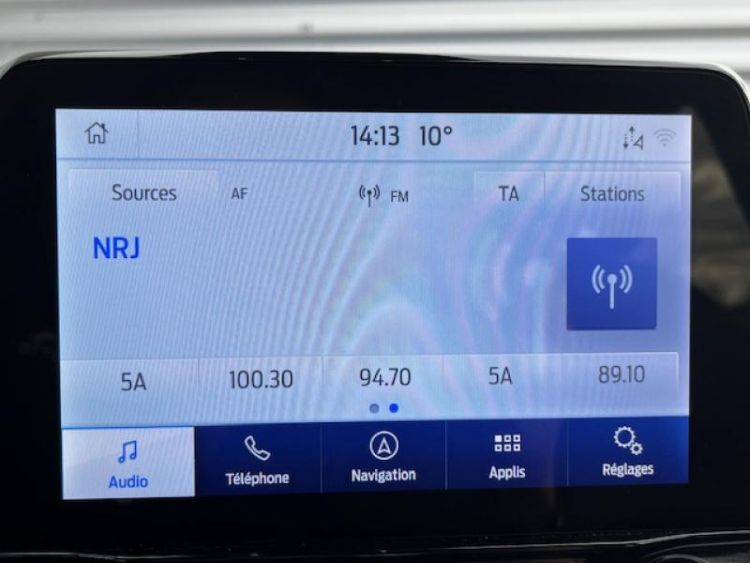 14:13 10°
Sources AF FM TA Stations
NRJ
5A 100.30 94.70 5A 89.10
Audio Téléphone Navigation Applis Réglages